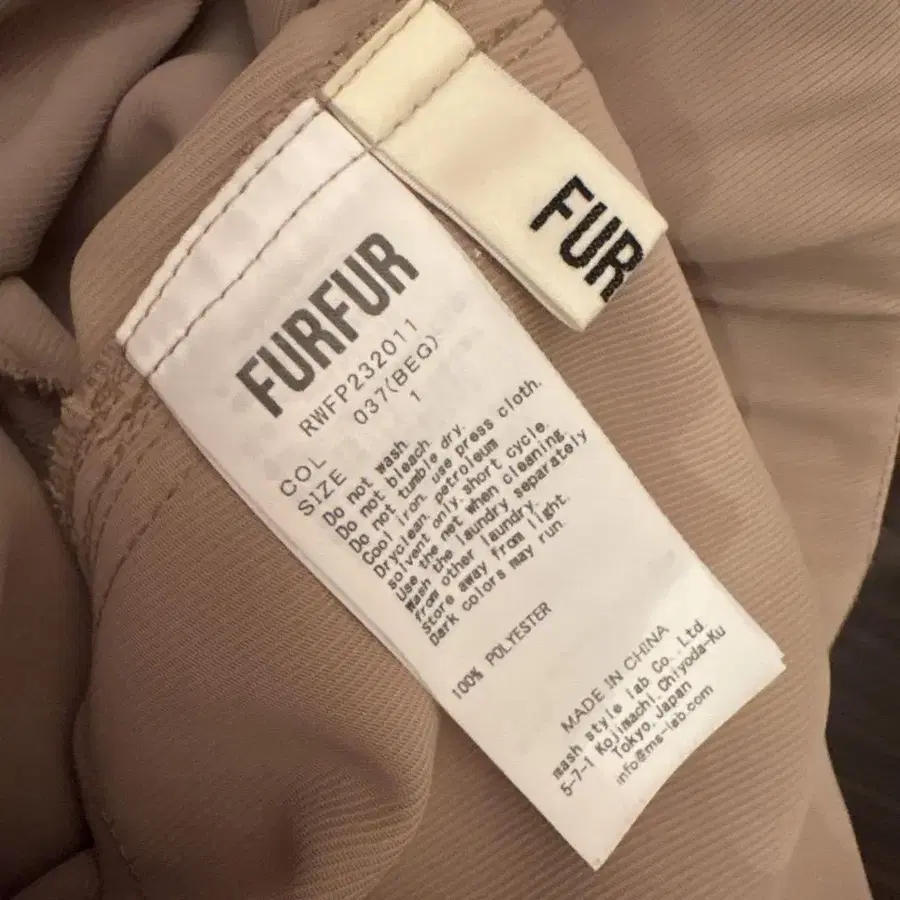 FUR
FURFUR
RWFP232011
COL 037(BEG)
SIZE 1
Do not wash.
Do not bleach.
Do not tumble dry.
Cool iron. use press cloth.
Dryclean. petroleum
solvent only. short cycle.
Use the net when cleaning.
Wash the laundry separately
from other laundry.
Store away from light.
Dark colors may run.
100% POLYESTER
MADE IN CHINA
mash style lab Co., Ltd.
5-7-1 Kojimachi, Chiyoda-Ku
Tokyo, Japan
info@ms-lab.com